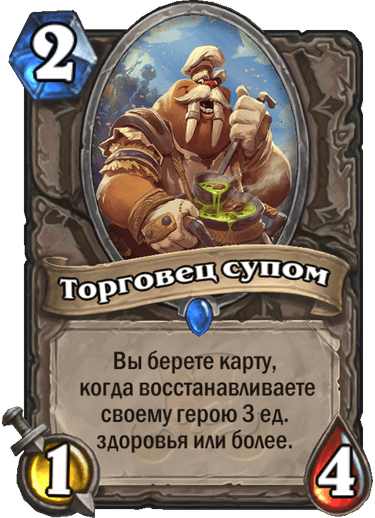 2
Торговец супом
Вы берете карту,
когда восстанавливаете
своему герою 3 ед.
здоровья или более.
1
4